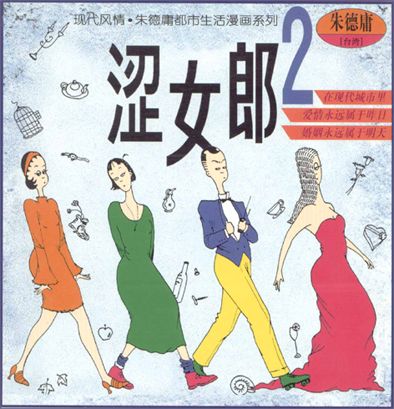 现代风情·朱德庸都市生活漫画系列
朱德庸
[台湾]
涩女郎2
在现代城市里
爱情永远属于昨日
婚姻永远属于明天